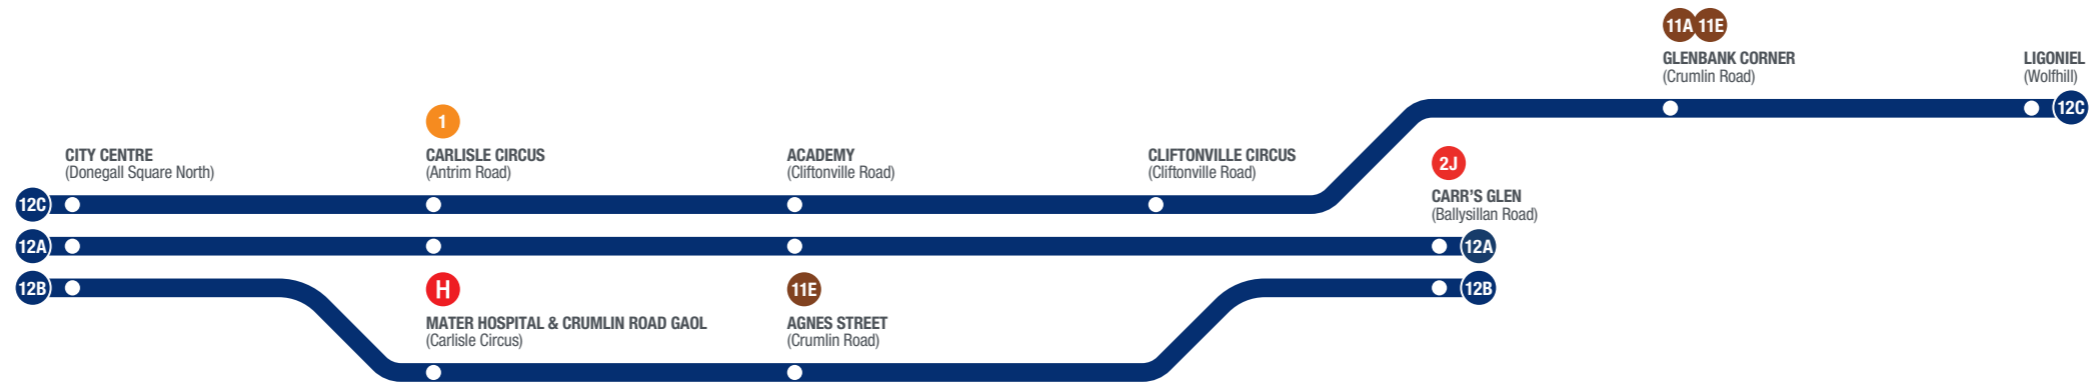 11A 11E
GLENBANK CORNER
(Crumlin Road)
LIGONIEL
(Wolfhill)
12C
1
CITY CENTRE
(Donegall Square North)
CARLISLE CIRCUS
(Antrim Road)
ACADEMY
(Cliftonville Road)
CLIFTONVILLE CIRCUS
(Cliftonville Road)
2J
CARR'S GLEN
(Ballysillan Road)
12C
12A
12A
12B
12B
H
MATER HOSPITAL & CRUMLIN ROAD GAOL
(Carlisle Circus)
11E
AGNES STREET
(Crumlin Road)